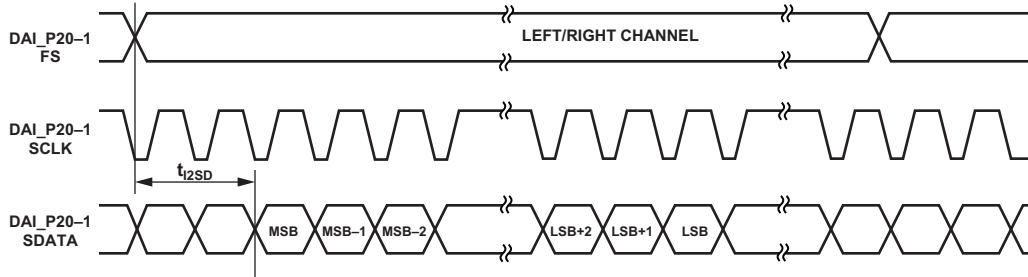 DAI_P20–1
FS
LEFT/RIGHT CHANNEL
DAI_P20–1
SCLK
tI2SD
DAI_P20–1
SDATA
MSB
MSB–1
MSB–2
LSB+2
LSB+1
LSB